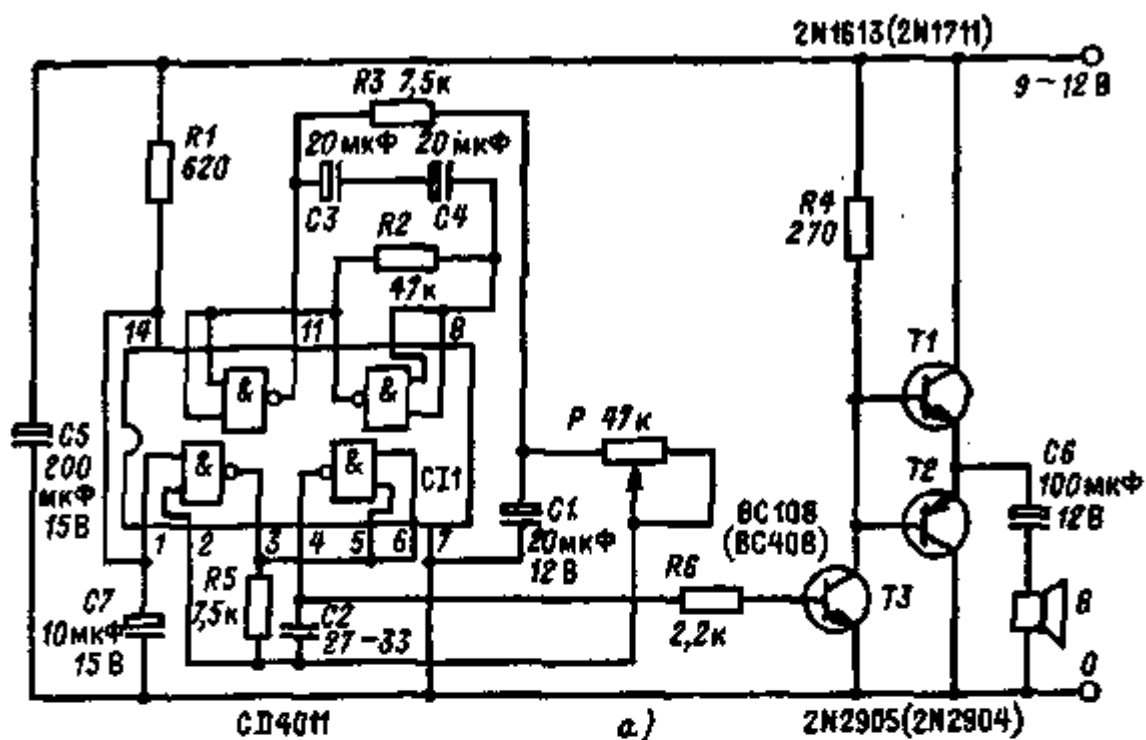 2N1613(2N1711)
9~12 В
R3 7,5к
20мкФ
20мкФ
R1
620
C3
C4
R2
47к
R4
270
14
11
8
T1
&
&
P 47к
C5
200
мкФ
15В
&
&
CI1
T2
C6
100мкФ
12В
C1
20мкФ
12В
BC108
(BC408)
1
2
3
4
5
6
7
R5
7,5к
R6
2,2к
T3
B
C7
10мкФ
15В
C2
27-33
0
CD4011
а)
2N2905(2N2904)